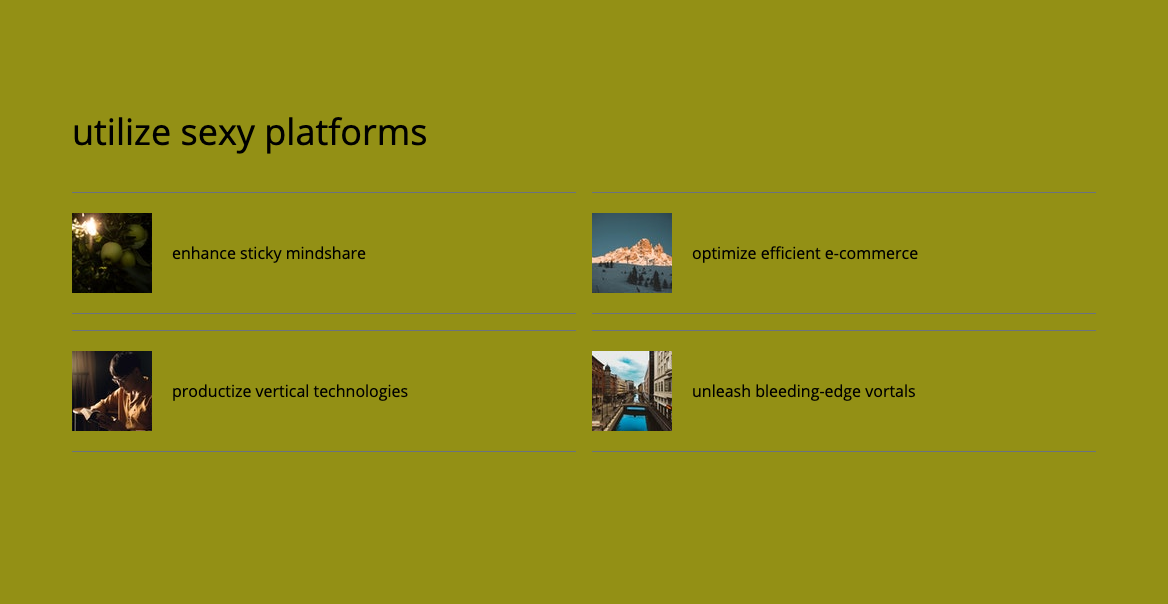 utilize sexy platforms
enhance sticky mindshare
optimize efficient e-commerce
productize vertical technologies
unleash bleeding-edge vortals